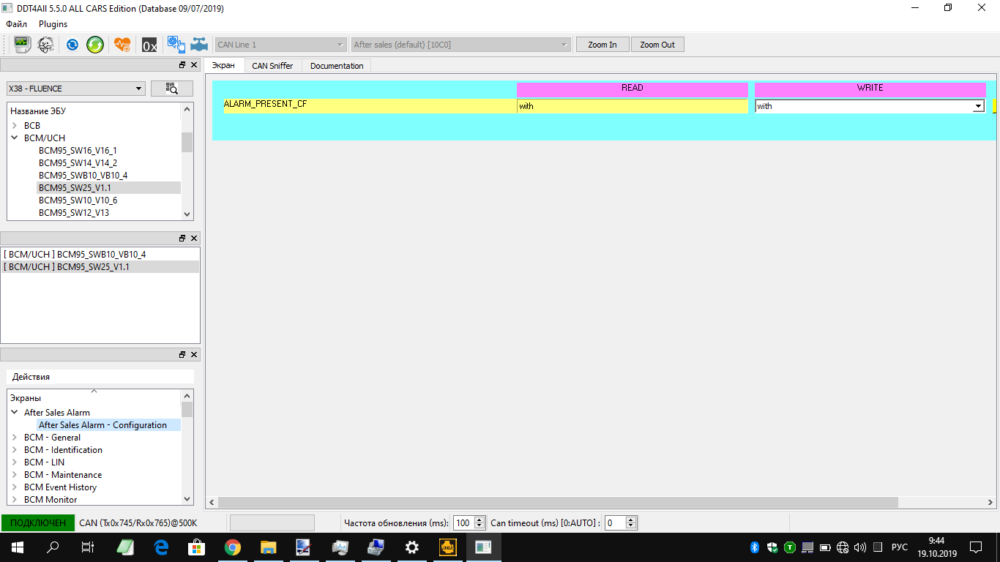 DDT4All 5.5.0 ALL CARS Edition (Database 09/07/2019)
Файл Plugins
0x CAN Line 1 After sales (default) [10C0] Zoom In Zoom Out
Экран CAN Sniffer Documentation
X38 - FLUENCE
Название ЭБУ
BCB
BCM/UCH
BCM95_SW16_V16_1
BCM95_SW14_V14_2
BCM95_SWB10_VB10_4
BCM95_SW25_V1.1
BCM95_SW10_V10_6
BCM95_SW12_V13
[ BCM/UCH ] BCM95_SWB10_VB10_4
[ BCM/UCH ] BCM95_SW25_V1.1
Действия
Экраны
After Sales Alarm
After Sales Alarm - Configuration
BCM - General
BCM - Identification
BCM - LIN
BCM - Maintenance
BCM Event History
BCM Monitor
READ WRITE
ALARM_PRESENT_CF with with
ПОДКЛЮЧЕН CAN (Tx0x745/Rx0x765)@500K Частота обновления (ms): 100 Can timeout (ms) [0:AUTO] : 0
CHECK
T
РУС
9:44
19.10.2019